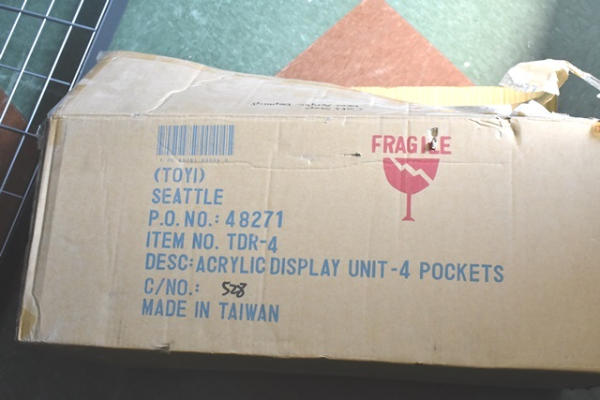 FRAGILE
(TOYI)
SEATTLE
P.O. NO.: 48271
ITEM NO. TDR-4
DESC: ACRYLIC DISPLAY UNIT-4 POCKETS
C/NO.: 528
MADE IN TAIWAN